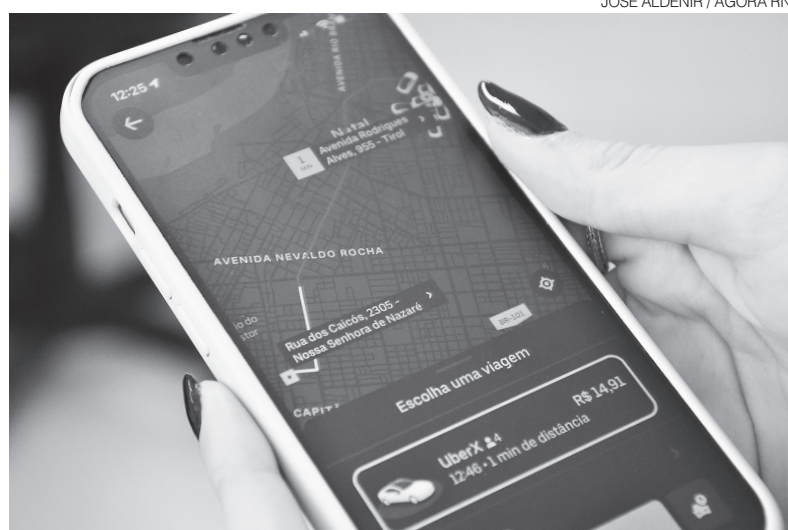 JOSÉ ALDENIR / AGORA RN
12:25
AVENIDA RIO
Natal
1
MIN
Avenida Rodrigues
Alves, 955 - Tirol
AVENIDA NEVALDO ROCHA
Rua dos Caicós, 2305 -
Nossa Senhora de Nazaré
BR-101
Escolha uma viagem
UberX 4
R$ 14,91
12:46 • 1 min de distância